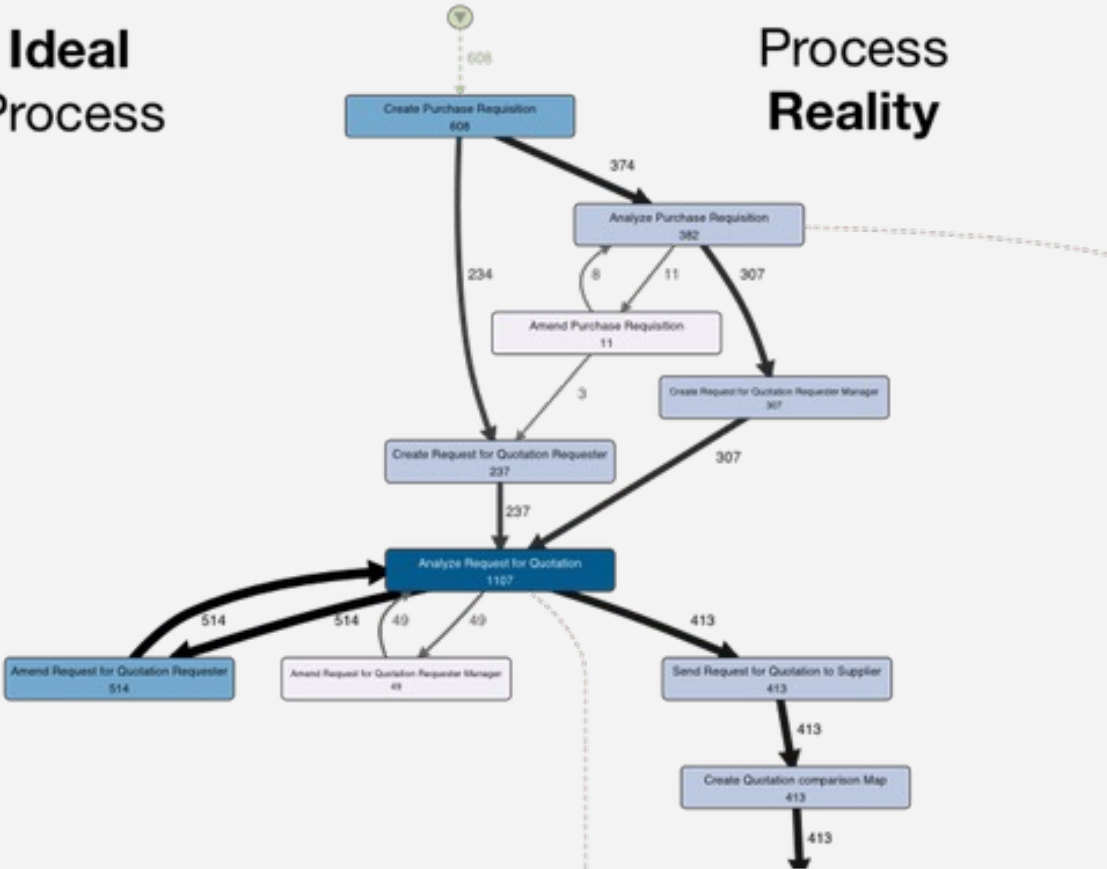 Ideal
Process
Process
Reality
608
Create Purchase Requisition
608
374
Analyze Purchase Requisition
382
234
8
11
307
Amend Purchase Requisition
11
3
Create Request for Quotation Requester Manager
307
Create Request for Quotation Requester
237
307
237
Analyze Request for Quotation
1107
514
514
49
49
413
Amend Request for Quotation Requester
514
Amend Request for Quotation Requester Manager
49
Send Request for Quotation to Supplier
413
413
Create Quotation comparison Map
413
413